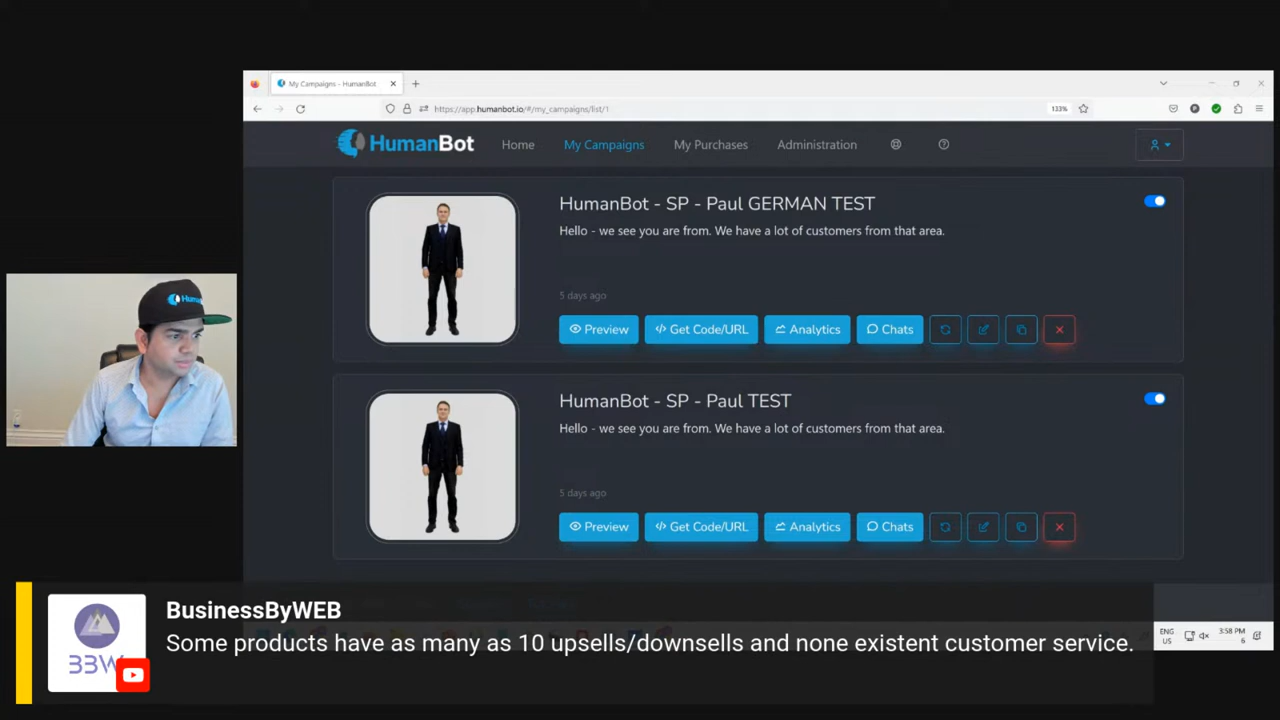 My Campaigns - HumanBot
https://app.humanbot.io/#/my_campaigns/list/1
133%
HumanBot
Home
My Campaigns
My Purchases
Administration
HumanBot - SP - Paul GERMAN TEST
Hello - we see you are from. We have a lot of customers from that area.
5 days ago
Preview
</> Get Code/URL
Analytics
Chats
HumanBot - SP - Paul TEST
Hello - we see you are from. We have a lot of customers from that area.
5 days ago
Preview
</> Get Code/URL
Analytics
Chats
ENG
US
3:58 PM
6
BBW
BusinessByWEB
Some products have as many as 10 upsells/downsells and none existent customer service.